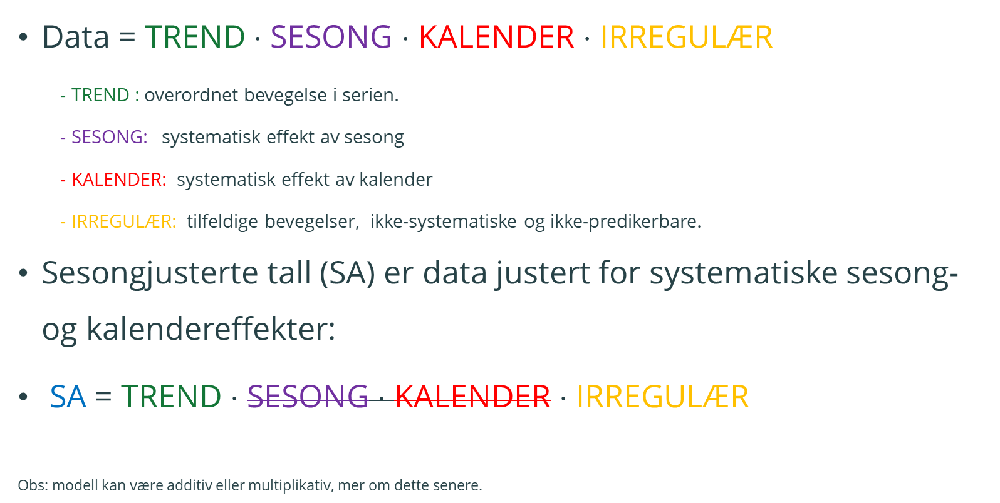 • Data = TREND · SESONG · KALENDER · IRREGULÆR
- TREND : overordnet bevegelse i serien.
- SESONG: systematisk effekt av sesong
- KALENDER: systematisk effekt av kalender
- IRREGULÆR: tilfeldige bevegelser, ikke-systematiske og ikke-predikerbare.
• Sesongjusterte tall (SA) er data justert for systematiske sesong-
og kalendereffekter:
• SA = TREND · SESONG · KALENDER · IRREGULÆR
Obs: modell kan være additiv eller multiplikativ, mer om dette senere.